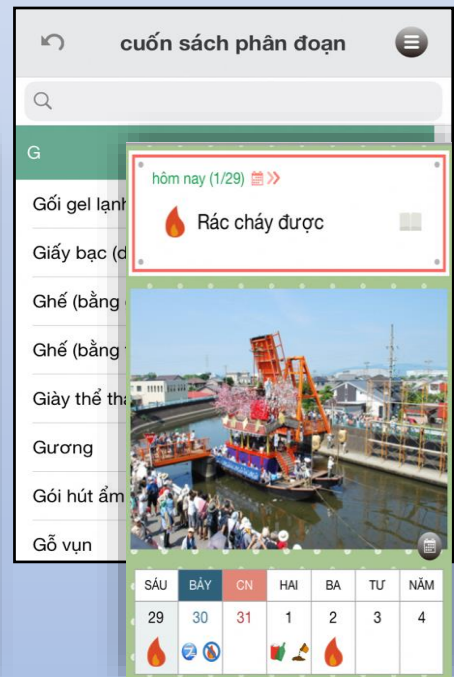 cuốn sách phân đoạn
G
Gối gel lạnh
Giấy bạc
Ghế (bằng
Ghế (bằng
Giày thể
Gương
Gói hút ẩm
Gỗ vụn
hôm nay (1/29)
Rác cháy được
SÁU BẢY CN HAI BA TƯ NĂM
29 30 31 1 2 3 4